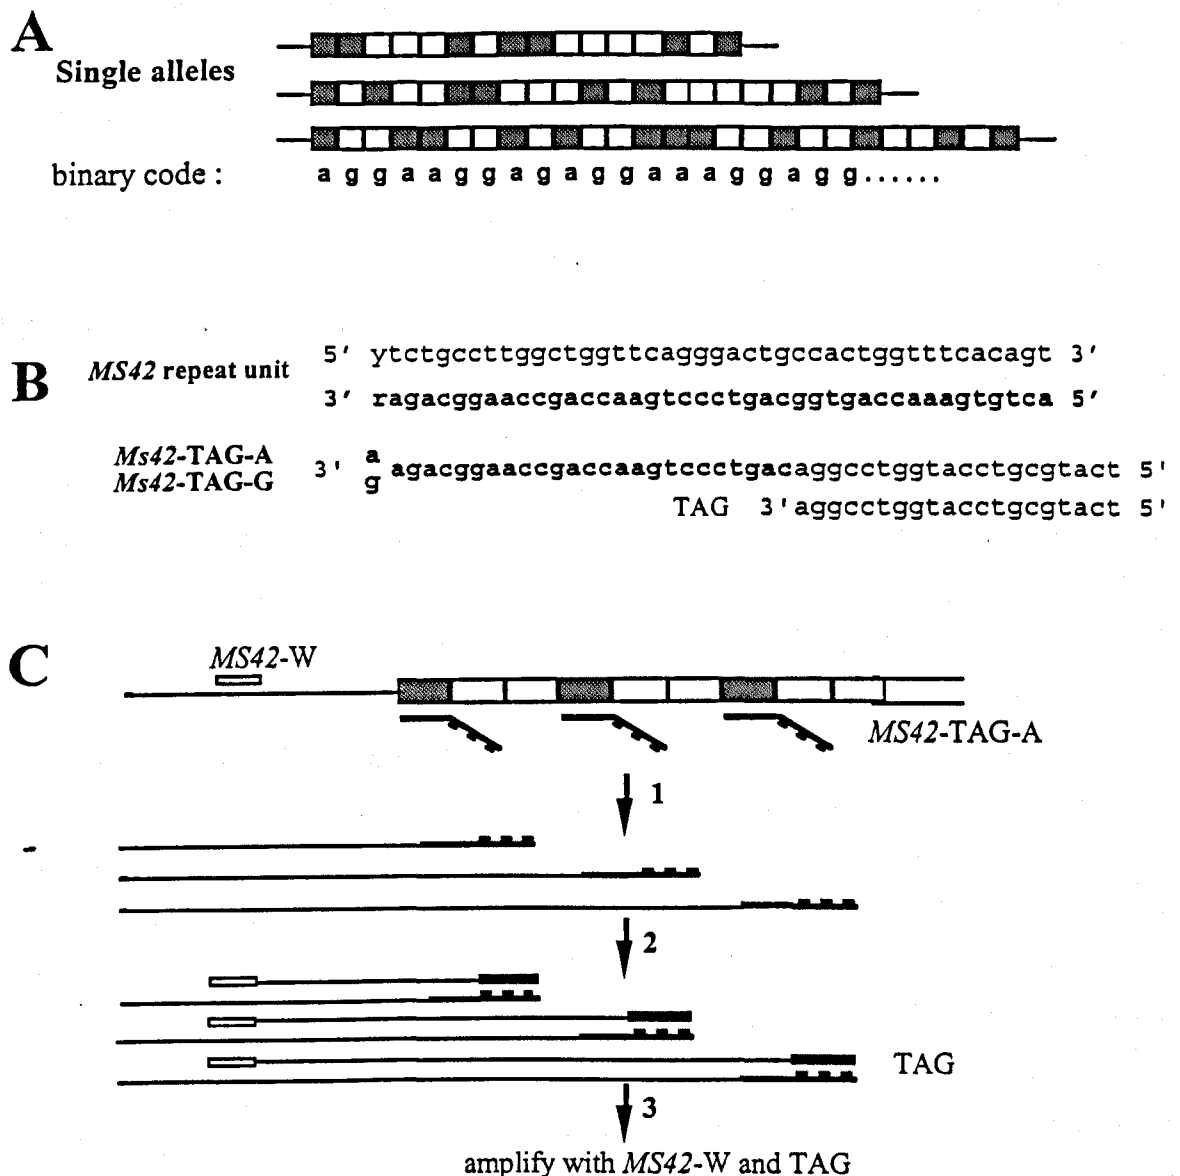 A
Single alleles
binary code :
a g g a a g g a g a g g a a a g g a g g ......
B
MS42 repeat unit
5' ytctgccttggctggttcagggactgccactggtttcacagt 3'
3' ragacggaaccgaccaagtccctgacggtgaccaaagtgtca 5'
Ms42-TAG-A
Ms42-TAG-G
3' a
g
agacggaaccgaccaagtccctgacaggcctggtacctgcgtact 5'
TAG 3'aggcctggtacctgcgtact 5'
C
MS42-W
MS42-TAG-A
1
2
TAG
3
amplify with MS42-W and TAG